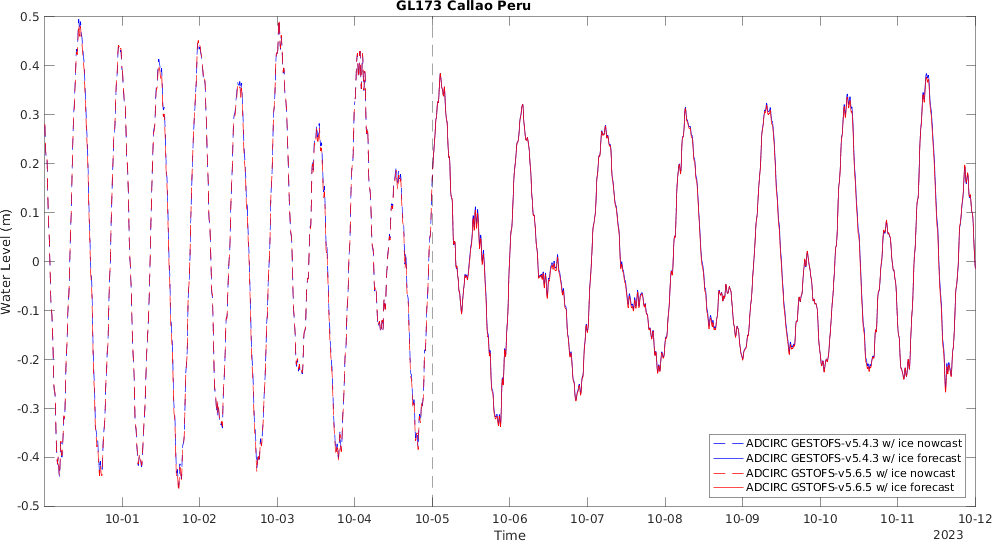 GL173 Callao Peru
0.5
0.4
0.3
0.2
0.1
0
-0.1
-0.2
-0.3
-0.4
-0.5
Water Level (m)
10-01 10-02 10-03 10-04 10-05 10-06 10-07 10-08 10-09 10-10 10-11 10-12
Time
2023
ADCIRC GESTOFS-v5.4.3 w/ ice nowcast
ADCIRC GESTOFS-v5.4.3 w/ ice forecast
ADCIRC GSTOFS-v5.6.5 w/ ice nowcast
ADCIRC GSTOFS-v5.6.5 w/ ice forecast